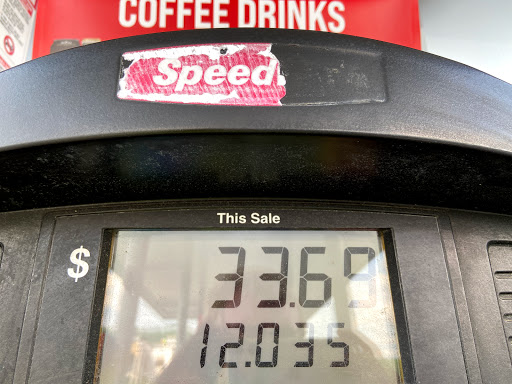 COFFEE DRINKS
Speed
This Sale
$ 33.69
12.035